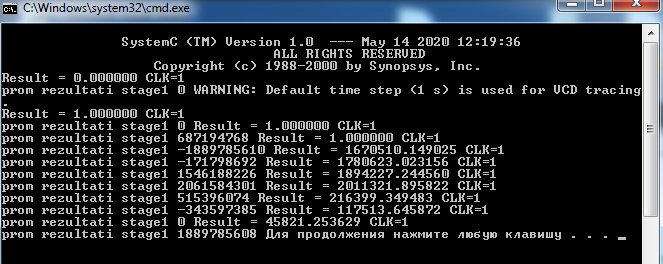 C:\Windows\system32\cmd.exe
SystemC (TM) Version 1.0 --- May 14 2020 12:19:36
ALL RIGHTS RESERVED
Copyright (c) 1988-2000 by Synopsys, Inc.
Result = 0.000000 CLK=1
prom rezultati stage1 0 WARNING: Default time step (1 s) is used for VCD tracing
.
Result = 1.000000 CLK=1
prom rezultati stage1 0 Result = 1.000000 CLK=1
prom rezultati stage1 687194768 Result = 1.000000 CLK=1
prom rezultati stage1 -1889785610 Result = 1670510.149025 CLK=1
prom rezultati stage1 -171798692 Result = 1780623.023156 CLK=1
prom rezultati stage1 1546188226 Result = 1894227.244560 CLK=1
prom rezultati stage1 2061584301 Result = 2011321.895822 CLK=1
prom rezultati stage1 515396074 Result = 216399.349483 CLK=1
prom rezultati stage1 -343597385 Result = 117513.645872 CLK=1
prom rezultati stage1 0 Result = 45821.253629 CLK=1
prom rezultati stage1 1889785608 Для продолжения нажмите любую клавишу . . . _